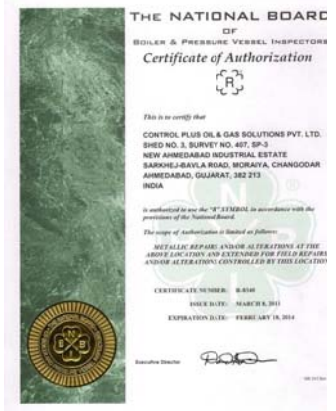 THE NATIONAL BOARD
OF
BOILER & PRESSURE VESSEL INSPECTORS
Certificate of Authorization
R
This is to certify that
CONTROL PLUS OIL & GAS SOLUTIONS PVT. LTD.
SHED NO. 3, SURVEY NO. 407, SP-3
NEW AHMEDABAD INDUSTRIAL ESTATE
SARKHEJ-BAVLA ROAD, MORAIYA, CHANGODAR
AHMEDABAD, GUJARAT, 382 213
INDIA
is authorized to use the "R" SYMBOL in accordance with the
provisions of the National Board.
The scope of Authorization is limited as follows:
METALLIC REPAIRS AND/OR ALTERATIONS AT THE
ABOVE LOCATION AND EXTENDED FOR FIELD REPAIRS
AND/OR ALTERATIONS CONTROLLED BY THIS LOCATION
CERTIFICATE NUMBER:
ISSUE DATE: MARCH 8, 2011
EXPIRATION DATE: FEBRUARY 18, 2014
Executive Director